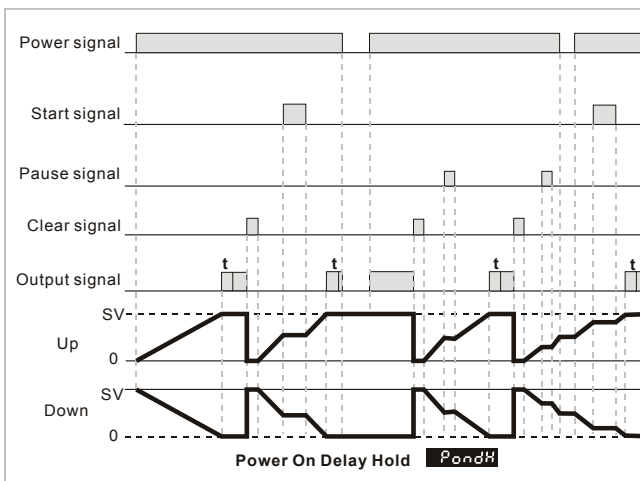 Power signal
Start signal
Pause signal
Clear signal
Output signal
t t t t
SV
Up
0
SV
Down
0
Power On Delay Hold PondH